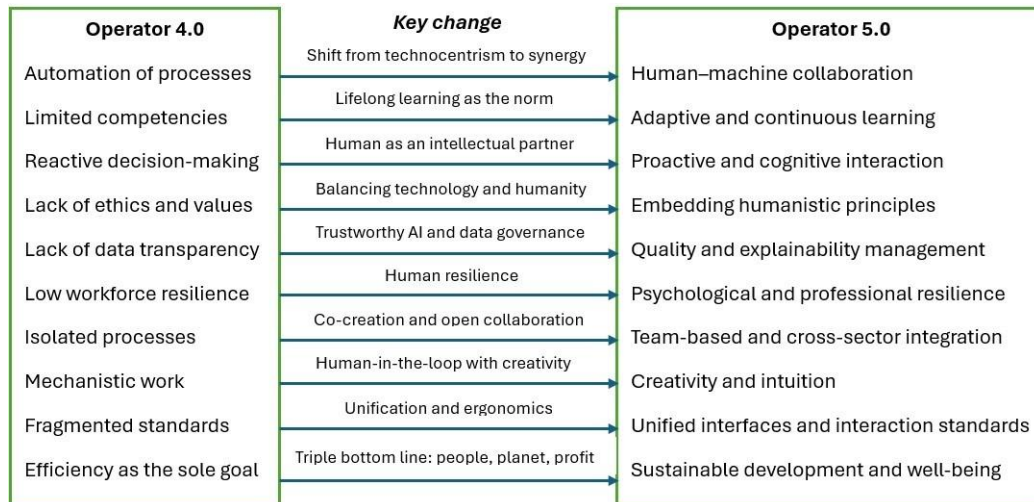 Operator 4.0
Key change
Operator 5.0
Automation of processes
Shift from technocentrism to synergy
Human–machine collaboration
Limited competencies
Lifelong learning as the norm
Adaptive and continuous learning
Reactive decision-making
Human as an intellectual partner
Proactive and cognitive interaction
Lack of ethics and values
Balancing technology and humanity
Embedding humanistic principles
Lack of data transparency
Trustworthy AI and data governance
Quality and explainability management
Low workforce resilience
Human resilience
Psychological and professional resilience
Isolated processes
Co-creation and open collaboration
Team-based and cross-sector integration
Mechanistic work
Human-in-the-loop with creativity
Creativity and intuition
Fragmented standards
Unification and ergonomics
Unified interfaces and interaction standards
Efficiency as the sole goal
Triple bottom line: people, planet, profit
Sustainable development and well-being